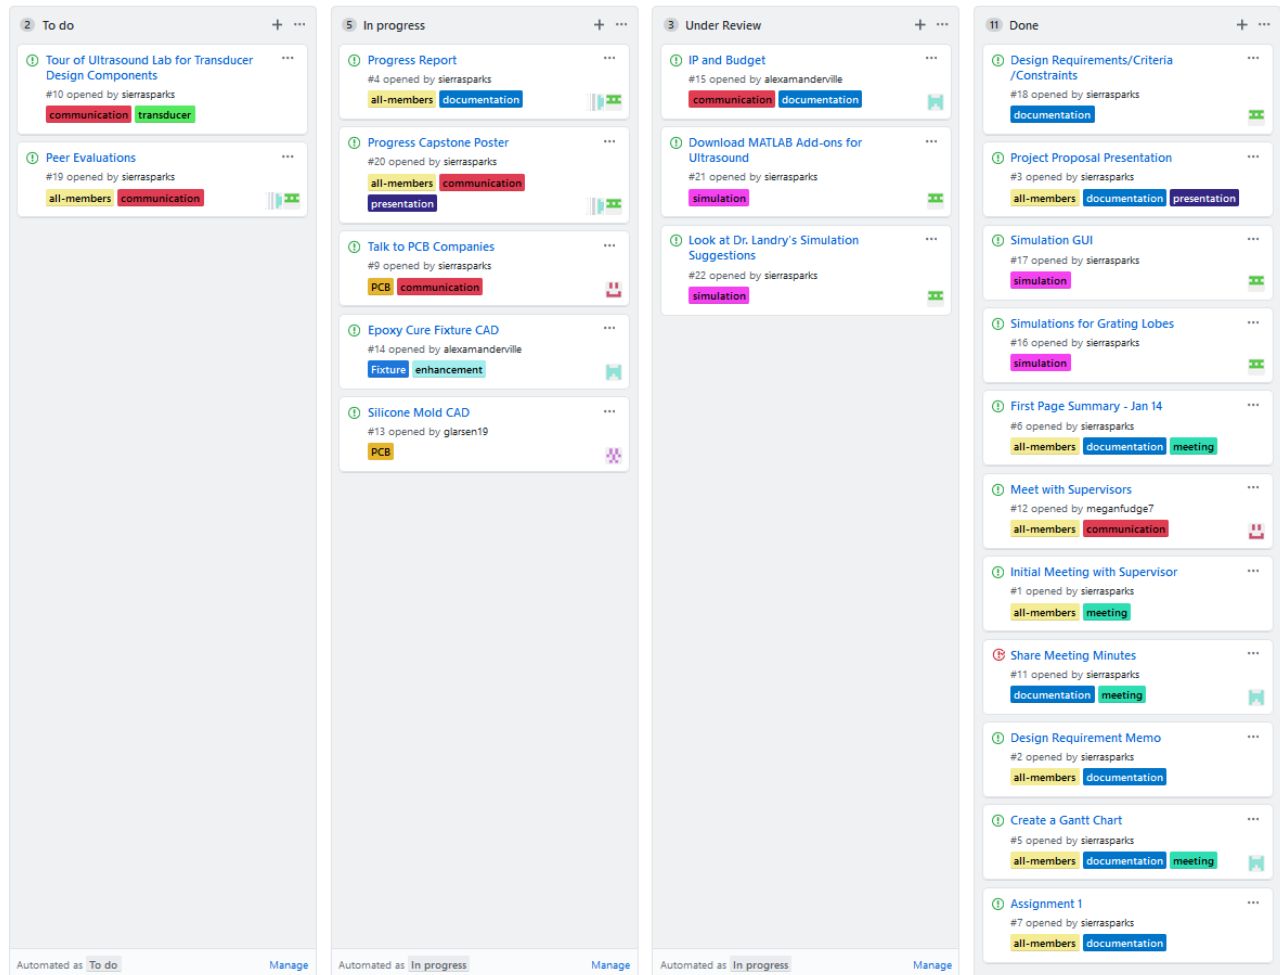 2 To do
Tour of Ultrasound Lab for Transducer
Design Components
#10 opened by sierrasparks
communication transducer
Peer Evaluations
#19 opened by sierrasparks
all-members communication
Automated as To do Manage
5 In progress
Progress Report
#4 opened by sierrasparks
all-members documentation
Progress Capstone Poster
#20 opened by sierrasparks
all-members communication
presentation
Talk to PCB Companies
#9 opened by sierrasparks
PCB communication
Epoxy Cure Fixture CAD
#14 opened by alexamanderville
Fixture enhancement
Silicone Mold CAD
#13 opened by glarsen19
PCB
Automated as In progress Manage
3 Under Review
IP and Budget
#15 opened by alexamanderville
communication documentation
Download MATLAB Add-ons for
Ultrasound
#21 opened by sierrasparks
simulation
Look at Dr. Landry's Simulation
Suggestions
#22 opened by sierrasparks
simulation
Automated as In progress Manage
11 Done
Design Requirements/Criteria
/Constraints
#18 opened by sierrasparks
documentation
Project Proposal Presentation
#3 opened by sierrasparks
all-members documentation presentation
Simulation GUI
#17 opened by sierrasparks
simulation
Simulations for Grating Lobes
#16 opened by sierrasparks
simulation
First Page Summary - Jan 14
#6 opened by sierrasparks
all-members documentation meeting
Meet with Supervisors
#12 opened by meganfudge7
all-members communication
Initial Meeting with Supervisor
#1 opened by sierrasparks
all-members meeting
Share Meeting Minutes
#11 opened by sierrasparks
documentation meeting
Design Requirement Memo
#2 opened by sierrasparks
all-members documentation
Create a Gantt Chart
#5 opened by sierrasparks
all-members documentation meeting
Assignment 1
#7 opened by sierrasparks
all-members documentation